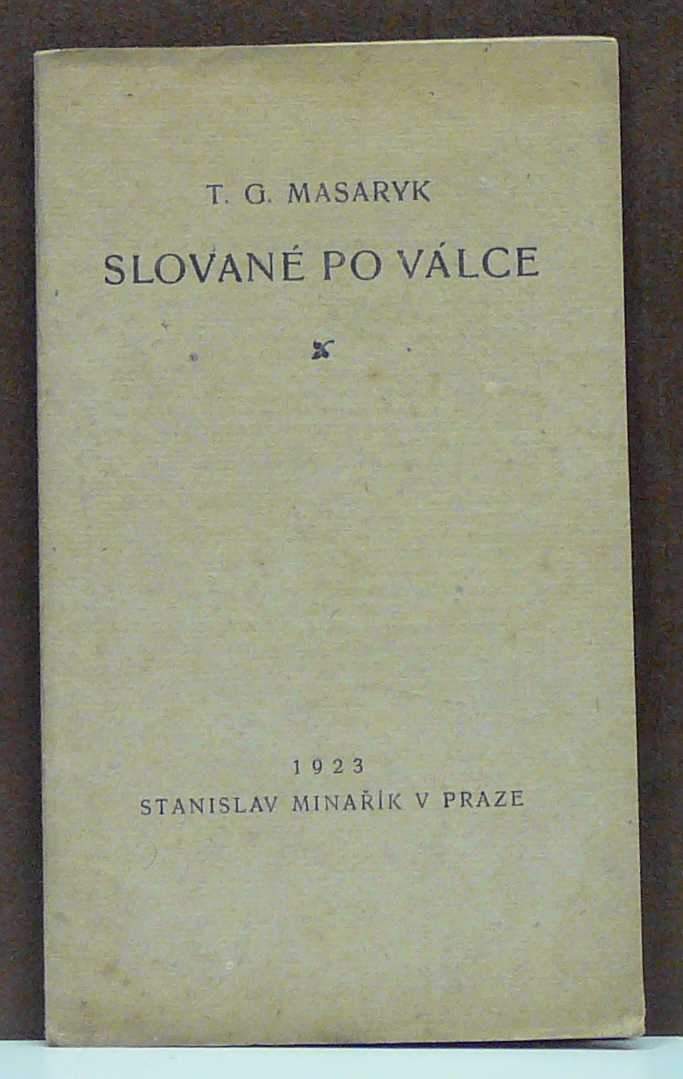 T. G. MASARYK
SLOVANÉ PO VÁLCE
1923
STANISLAV MINAŘÍK V PRAZE